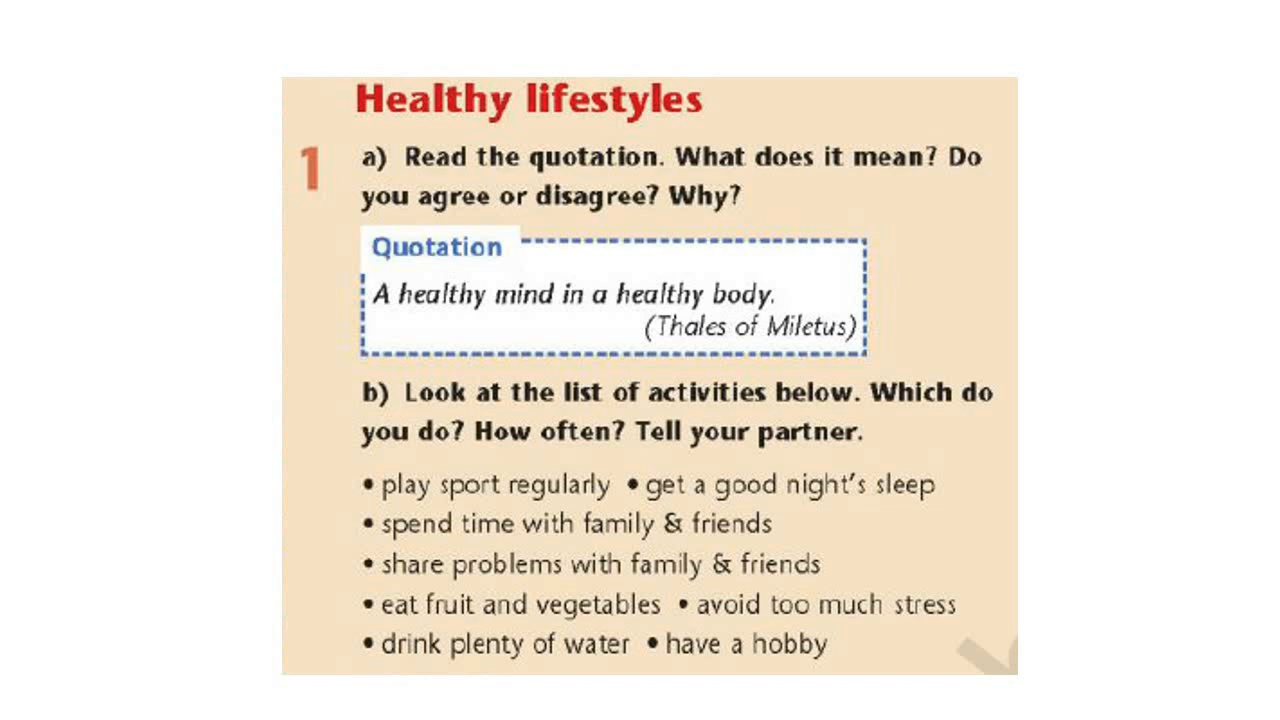 Healthy lifestyles
1 a) Read the quotation. What does it mean? Do
you agree or disagree? Why?
Quotation
A healthy mind in a healthy body.
(Thales of Miletus)
b) Look at the list of activities below. Which do
you do? How often? Tell your partner.
• play sport regularly • get a good night's sleep
• spend time with family & friends
• share problems with family & friends
• eat fruit and vegetables • avoid too much stress
• drink plenty of water • have a hobby